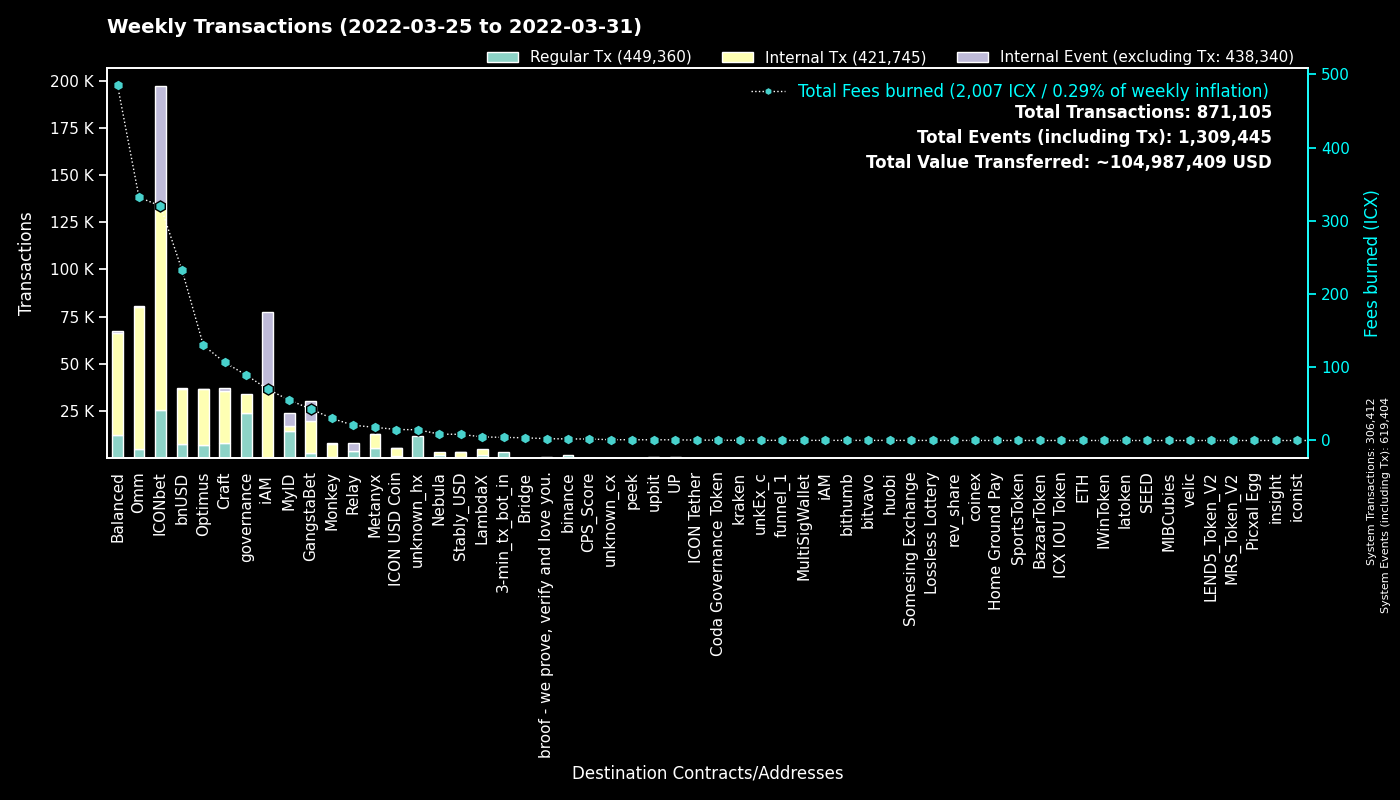 Weekly Transactions (2022-03-25 to 2022-03-31)
Regular Tx (449,360)
Internal Tx (421,745)
Internal Event (excluding Tx: 438,340)
Total Fees burned (2,007 ICX / 0.29% of weekly inflation)
Total Transactions: 871,105
Total Events (including Tx): 1,309,445
Total Value Transferred: ~104,987,409 USD
Transactions
200 K
175 K
150 K
125 K
100 K
75 K
50 K
25 K
500
400
300
200
100
0
Fees burned (ICX)
System Transactions: 306,412
System Events (including Tx): 619,404
Balanced
Omm
ICONbet
bnUSD
Optimus
Craft
governance
iAM
MyID
GangstaBet
Monkey
Relay
Metanyx
ICON USD Coin
unknown_hx
Nebula
Stably_USD
LambdaX
3-min_tx_bot_in
Bridge
broof - we prove, verify and love you.
binance
CPS_Score
unknown_cx
peek
upbit
UP
ICON Tether
Coda Governance Token
kraken
unkEx_c
funnel_1
MultiSigWallet
IAM
bithumb
bitvavo
huobi
Somesing Exchange
Lossless Lottery
rev_share
coinex
Home Ground Pay
SportsToken
BazaarToken
ICX IOU Token
ETH
IWinToken
latoken
SEED
MIBCubies
velic
LEND5_Token_V2
MRS_Token_V2
Picxal Egg
insight
iconist
Destination Contracts/Addresses